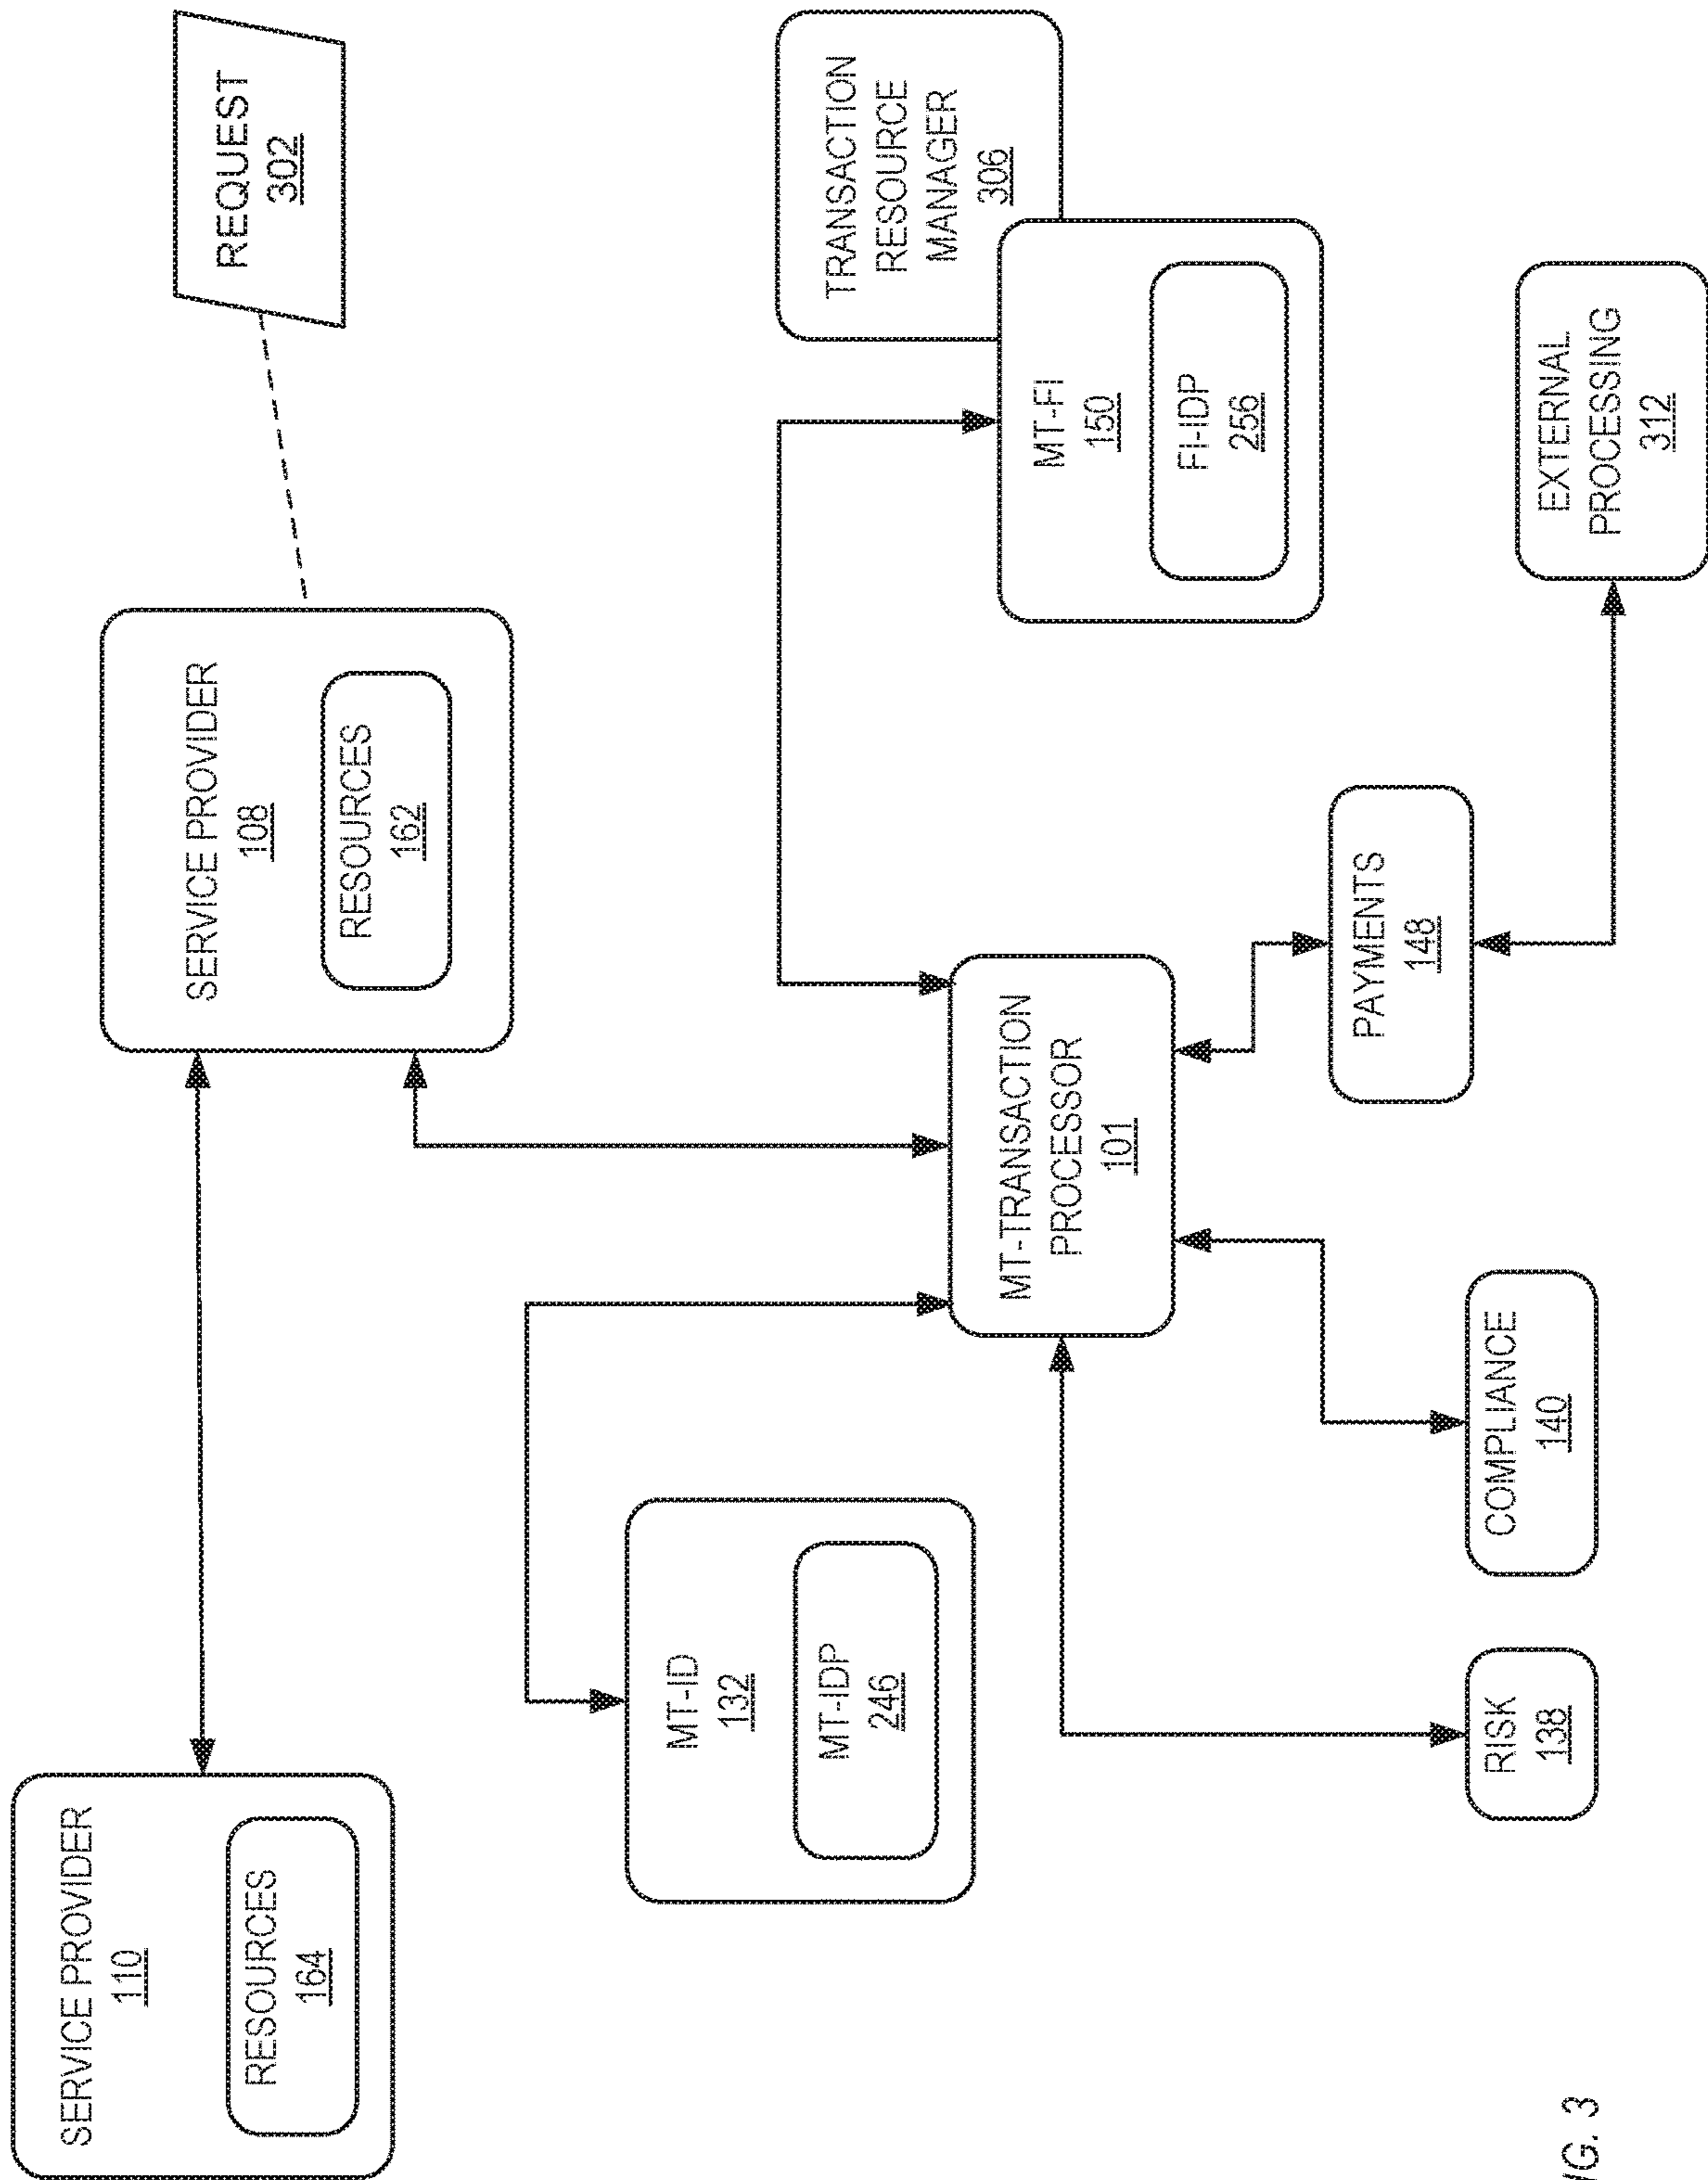 SERVICE PROVIDER
110
RESOURCES
164
SERVICE PROVIDER
108
RESOURCES
162
REQUEST
302
MT-ID
132
MT-IDP
246
MT-TRANSACTION
PROCESSOR
101
TRANSACTION
RESOURCE
MANAGER
306
MT-FI
150
FI-IDP
256
RISK
138
COMPLIANCE
140
PAYMENTS
148
EXTERNAL
PROCESSING
312
IG. 3